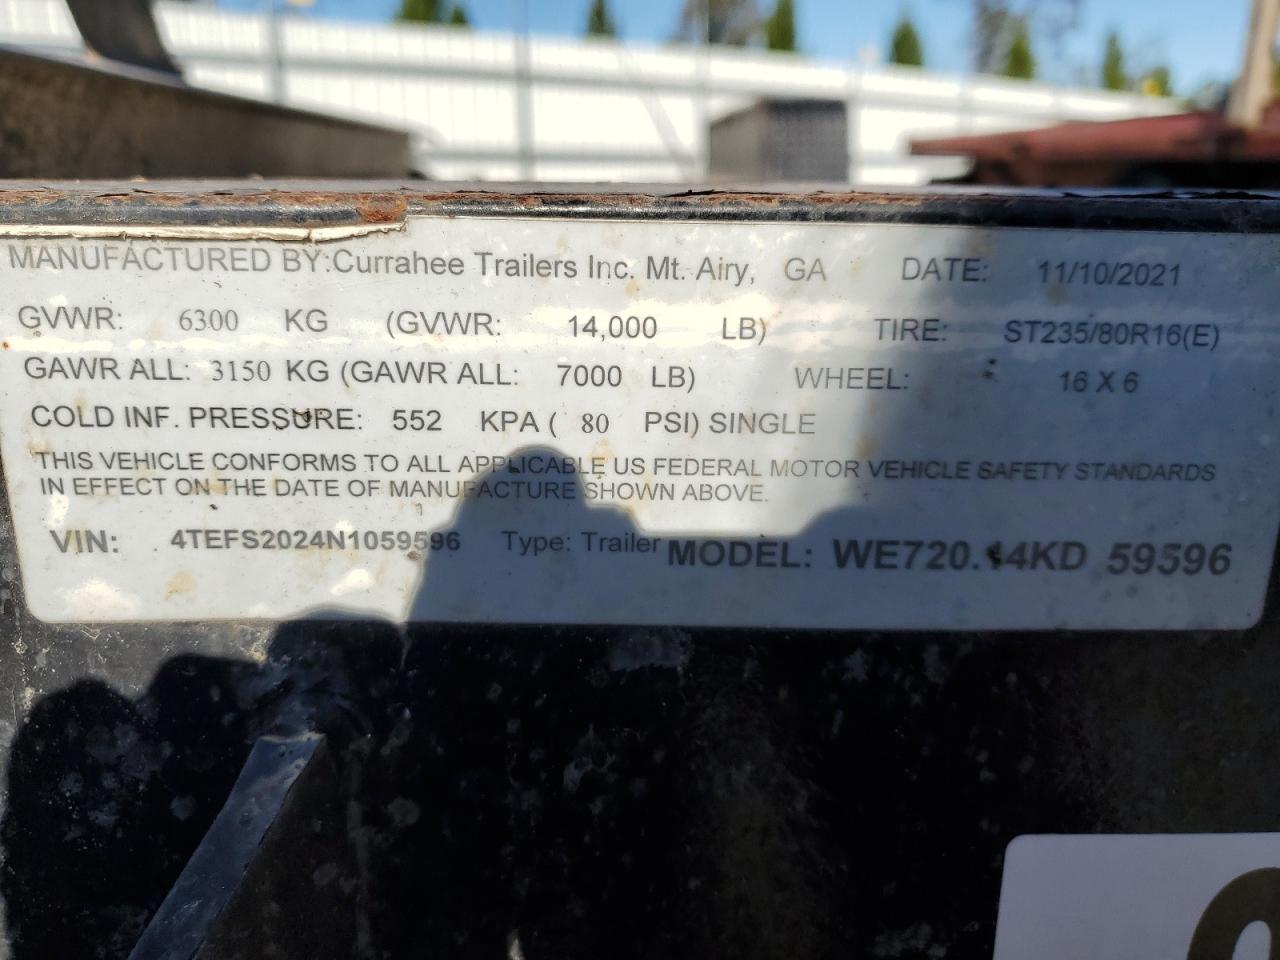 MANUFACTURED BY:Currahee Trailers Inc. Mt. Airy, GA DATE: 11/10/2021
GVWR: 6300 KG (GVWR: 14,000 LB) TIRE: ST235/80R16(E)
GAWR ALL: 3150 KG (GAWR ALL: 7000 LB) WHEEL: 16 X 6
COLD INF. PRESSURE: 552 KPA ( 80 PSI) SINGLE
THIS VEHICLE CONFORMS TO ALL APPLICABLE US FEDERAL MOTOR VEHICLE SAFETY STANDARDS
IN EFFECT ON THE DATE OF MANUFACTURE SHOWN ABOVE.
VIN: 4TEFS2024N1059596 Type: Trailer MODEL: WE720.14KD 59596